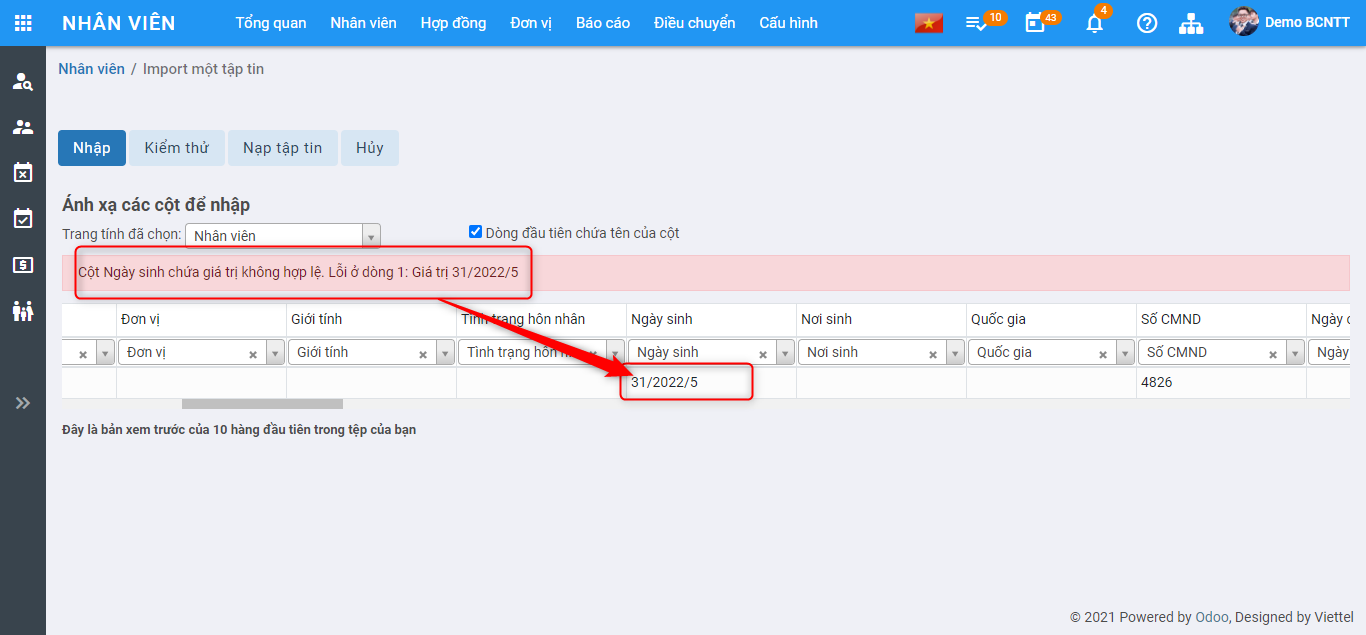 NHÂN VIÊN Tổng quan Nhân viên Hợp đồng Đơn vị Báo cáo Điều chuyển Cấu hình 10 43 4 Demo BCNTT
Nhân viên / Import một tập tin
Nhập Kiểm thử Nạp tập tin Hủy
Ánh xạ các cột để nhập
Trang tính đã chọn: Nhân viên Dòng đầu tiên chứa tên của cột
Cột Ngày sinh chứa giá trị không hợp lệ. Lỗi ở dòng 1: Giá trị 31/2022/5
Đơn vị Giới tính Tình trạng hôn nhân Ngày sinh Nơi sinh Quốc gia Số CMND Ngày c
Đơn vị Giới tính Tình trạng hôn Ngày sinh Nơi sinh Quốc gia Số CMND Ngày
31/2022/5 4826
Đây là bản xem trước của 10 hàng đầu tiên trong tệp của bạn
© 2021 Powered by Odoo, Designed by Viettel